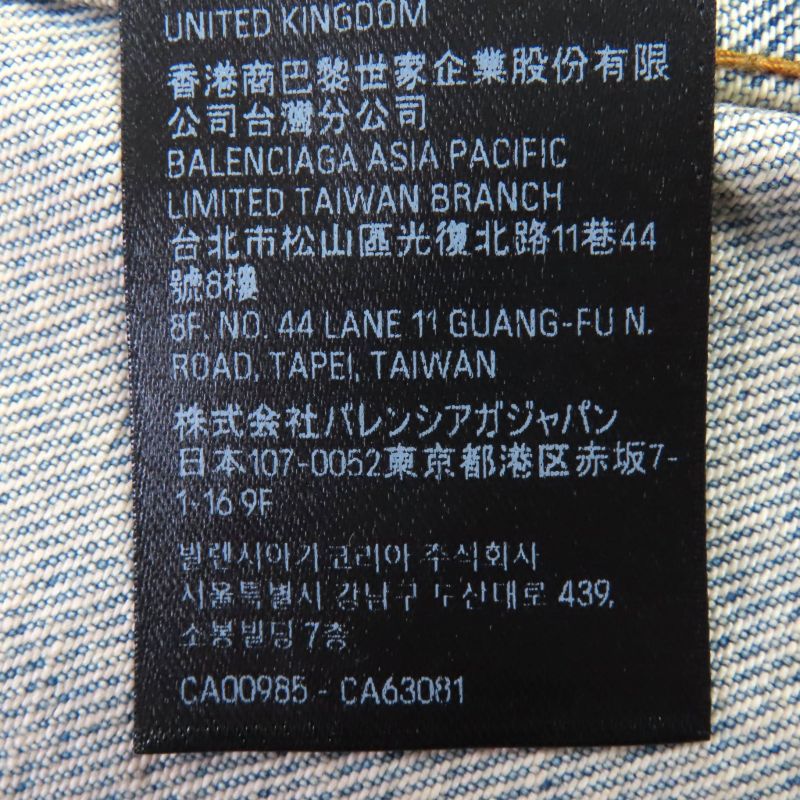 UNITED KINGDOM
香港商巴黎世家企業股份有限
公司台灣分公司
BALENCIAGA ASIA PACIFIC
LIMITED TAIWAN BRANCH
台北市松山區光復北路11巷44
號8樓
8F, NO. 44 LANE 11 GUANG-FU N.
ROAD, TAPEI, TAIWAN
株式会社バレンシアガジャパン
日本107-0052東京都港区赤坂7-
1-16 9F
발렌시아가코리아 주식회사
서울특별시 강남구 도산대로 439,
소봉빌딩 7층
CA00985 - CA63081